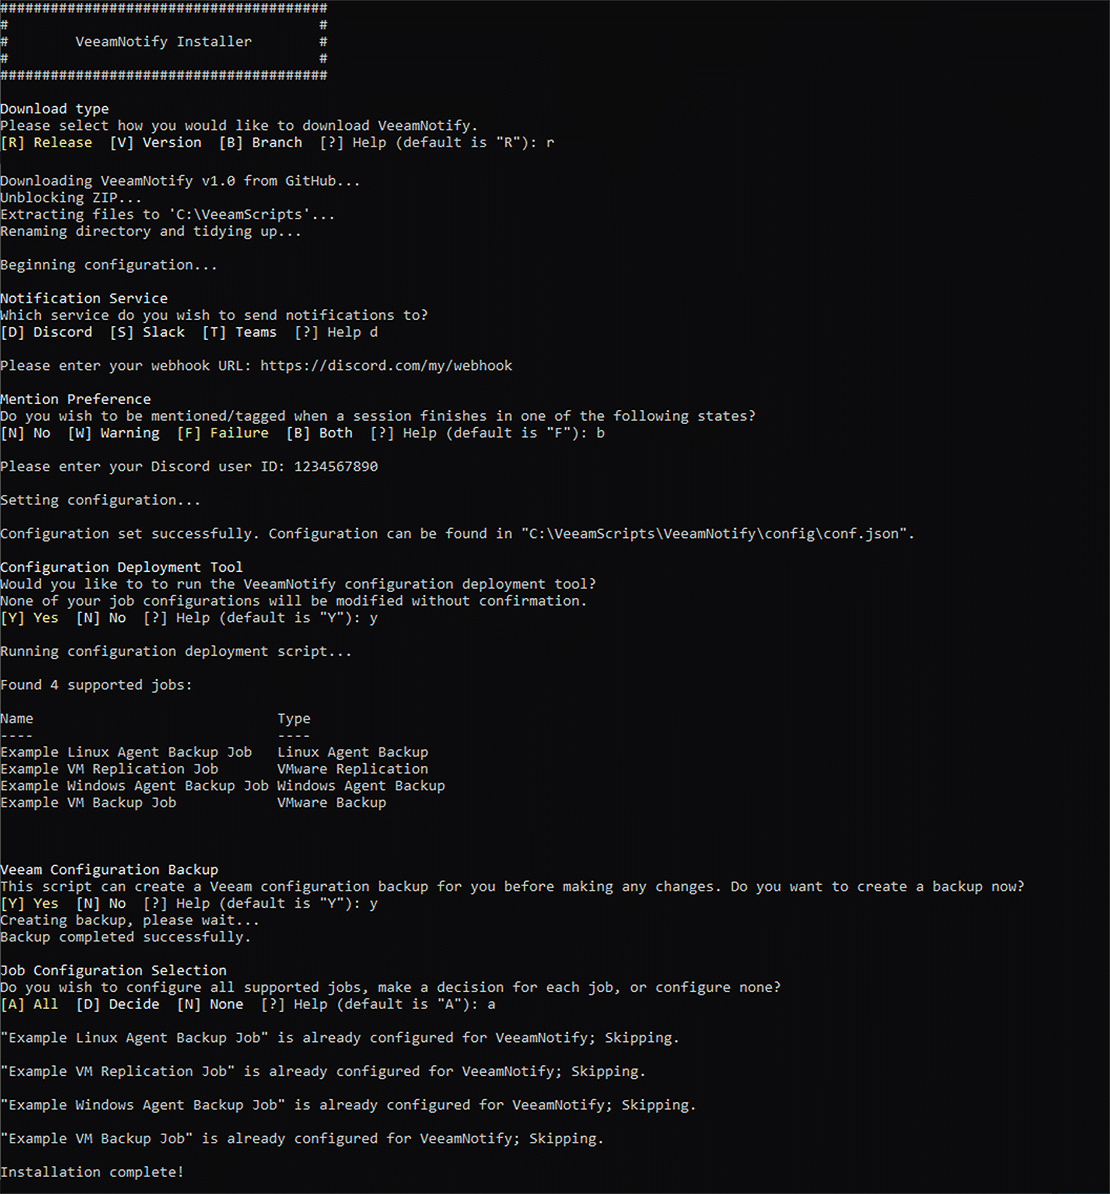 #######################################
#                                     #
#        VeeamNotify Installer        #
#                                     #
#######################################
Download type
Please select how you would like to download VeeamNotify.
[R] Release  [V] Version  [B] Branch  [?] Help (default is "R"): r
Downloading VeeamNotify v1.0 from GitHub...
Unblocking ZIP...
Extracting files to 'C:\VeeamScripts'...
Renaming directory and tidying up...
Beginning configuration...
Notification Service
Which service do you wish to send notifications to?
[D] Discord  [S] Slack  [T] Teams  [?] Help d
Please enter your webhook URL: https://discord.com/my/webhook
Mention Preference
Do you wish to be mentioned/tagged when a session finishes in one of the following states?
[N] No  [W] Warning  [F] Failure  [B] Both  [?] Help (default is "F"): b
Please enter your Discord user ID: 1234567890
Setting configuration...
Configuration set successfully. Configuration can be found in "C:\VeeamScripts\VeeamNotify\config\conf.json".
Configuration Deployment Tool
Would you like to to run the VeeamNotify configuration deployment tool?
None of your job configurations will be modified without confirmation.
[Y] Yes  [N] No  [?] Help (default is "Y"): y
Running configuration deployment script...
Found 4 supported jobs:
Name                             Type
----                             ----
Example Linux Agent Backup Job   Linux Agent Backup
Example VM Replication Job       VMware Replication
Example Windows Agent Backup Job Windows Agent Backup
Example VM Backup Job            VMware Backup
Veeam Configuration Backup
This script can create a Veeam configuration backup for you before making any changes. Do you want to create a backup now?
[Y] Yes  [N] No  [?] Help (default is "Y"): y
Creating backup, please wait...
Backup completed successfully.
Job Configuration Selection
Do you wish to configure all supported jobs, make a decision for each job, or configure none?
[A] All  [D] Decide  [N] None  [?] Help (default is "A"): a
"Example Linux Agent Backup Job" is already configured for VeeamNotify; Skipping.
"Example VM Replication Job" is already configured for VeeamNotify; Skipping.
"Example Windows Agent Backup Job" is already configured for VeeamNotify; Skipping.
"Example VM Backup Job" is already configured for VeeamNotify; Skipping.
Installation complete!